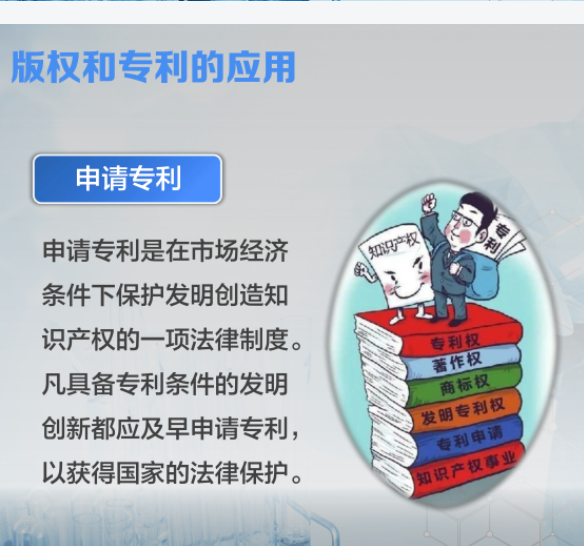 版权和专利的应用
申请专利
申请专利是在市场经济
条件下保护发明创造知
识产权的一项法律制度。
凡具备专利条件的发明
创新都应及早申请专利，
以获得国家的法律保护。
专利
知识产权
专利权
著作权
商标权
发明专利权
专利申请
知识产权事业